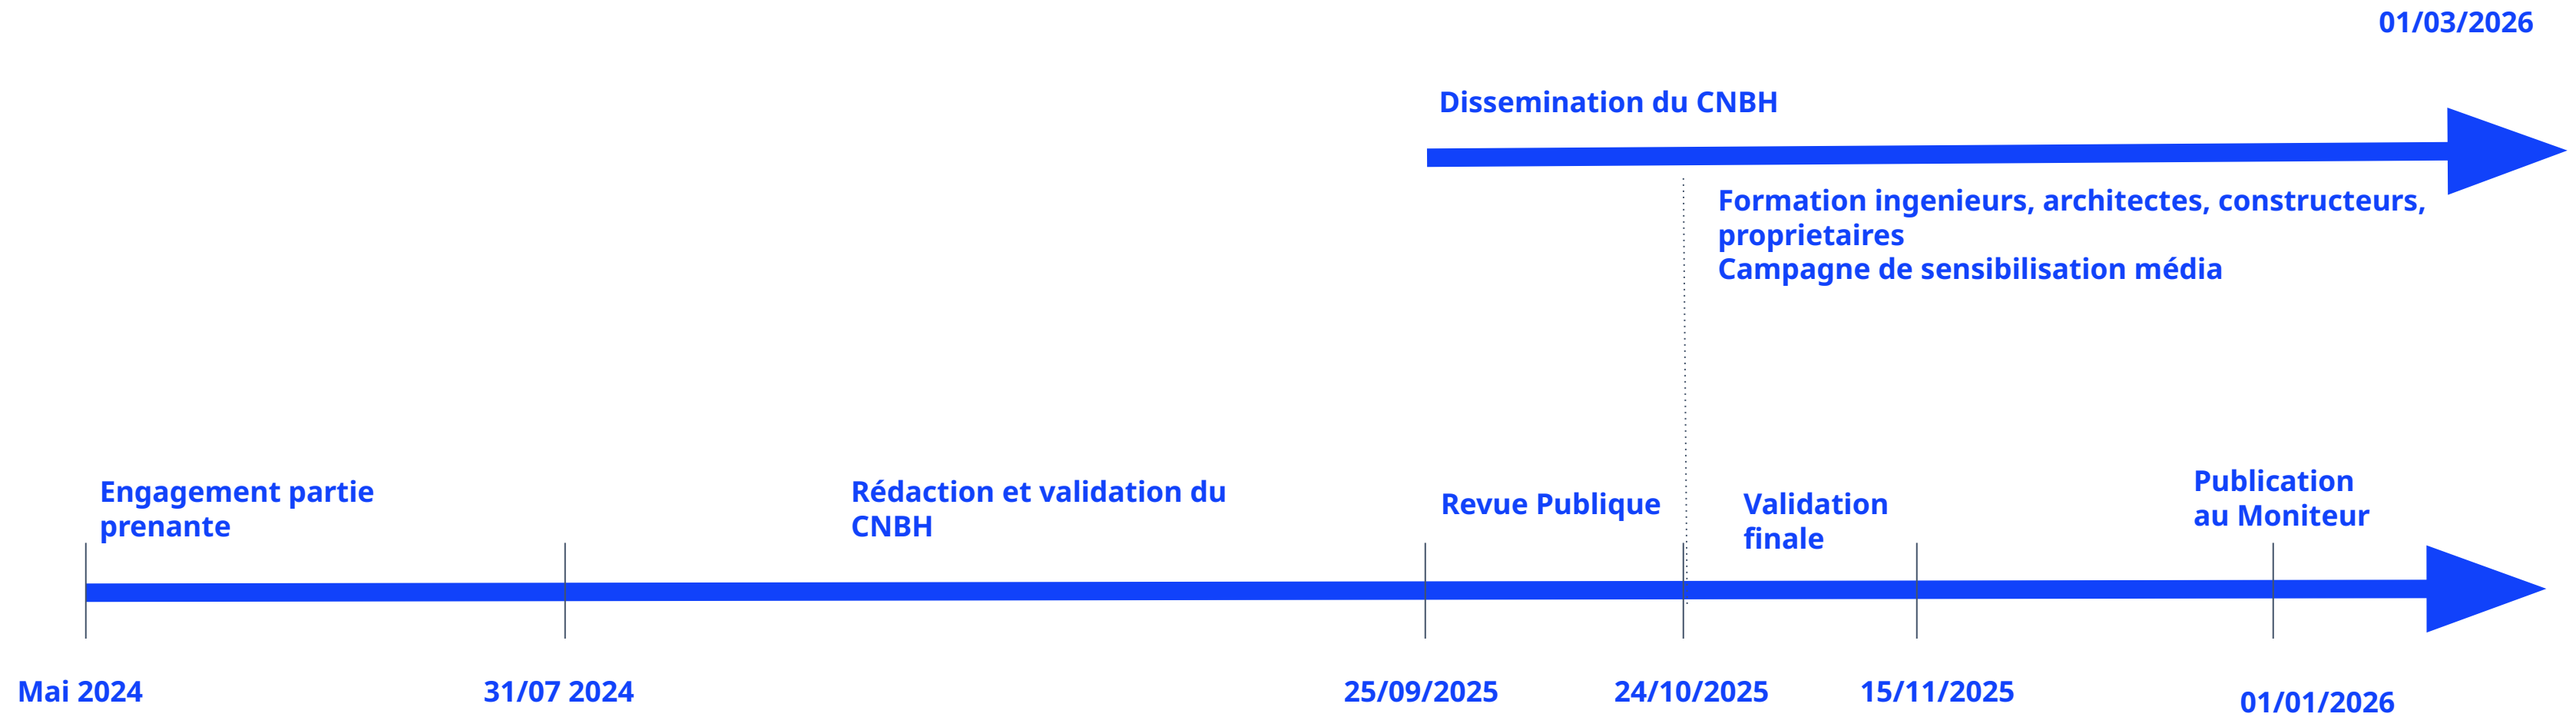 01/03/2026
Dissemination du CNBH
Formation ingenieurs, architectes, constructeurs,
proprietaires
Campagne de sensibilisation média
Engagement partie
prenante
Rédaction et validation du
CNBH
Revue Publique
Validation
finale
Publication
au Moniteur
Mai 2024
31/07 2024
25/09/2025
24/10/2025
15/11/2025
01/01/2026